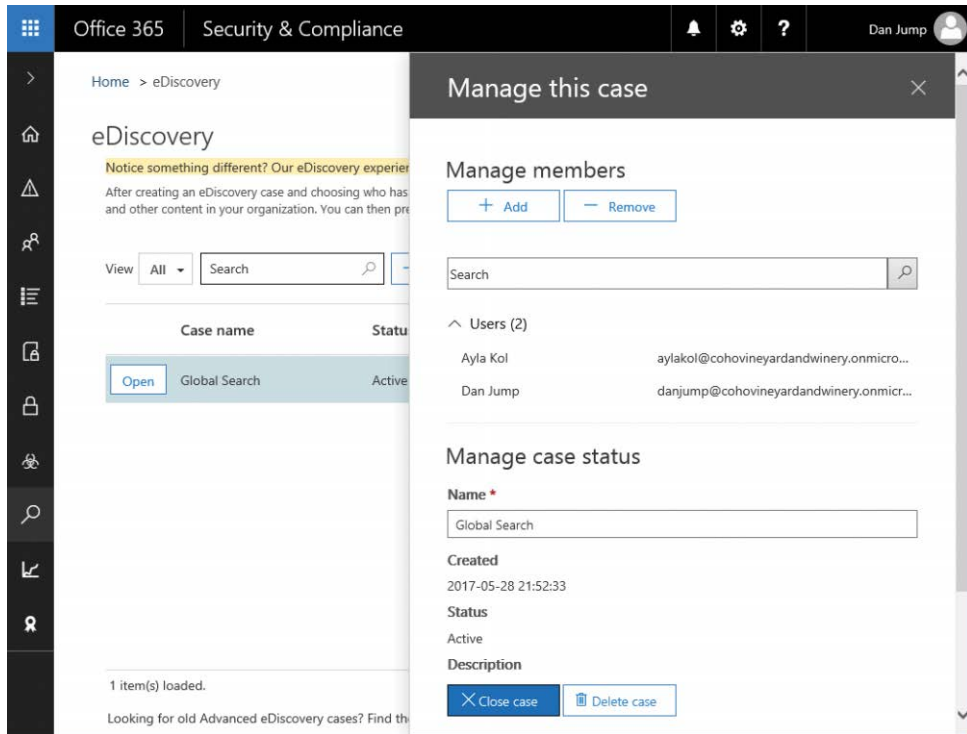 Office 365
Security & Compliance
?
Dan Jump
Home > eDiscovery
eDiscovery
Notice something different? Our eDiscovery experien
After creating an eDiscovery case and choosing who has
and other content in your organization. You can then pre
View All Search
Case name Statu
Open Global Search Active
1 item(s) loaded.
Looking for old Advanced eDiscovery cases? Find th
Manage this case
Manage members
+ Add
− Remove
Search
Users (2)
Ayla Kol aylakol@cohovineyardandwinery.onmicro...
Dan Jump danjump@cohovineyardandwinery.onmicr...
Manage case status
Name *
Global Search
Created
2017-05-28 21:52:33
Status
Active
Description
Close case
Delete case